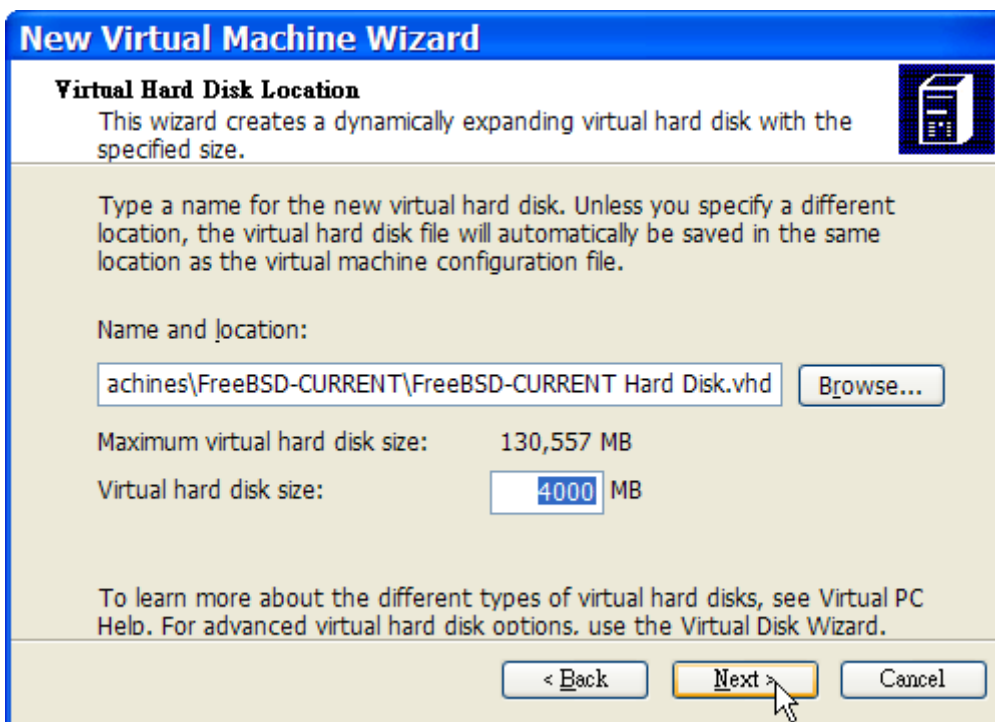 New Virtual Machine Wizard
Virtual Hard Disk Location
This wizard creates a dynamically expanding virtual hard disk with the
specified size.
Type a name for the new virtual hard disk. Unless you specify a different
location, the virtual hard disk file will automatically be saved in the same
location as the virtual machine configuration file.
Name and location:
achines\FreeBSD-CURRENT\FreeBSD-CURRENT Hard Disk.vhd Browse...
Maximum virtual hard disk size: 130,557 MB
Virtual hard disk size: 4000 MB
To learn more about the different types of virtual hard disks, see Virtual PC
Help. For advanced virtual hard disk options, use the Virtual Disk Wizard.
< Back Next > Cancel